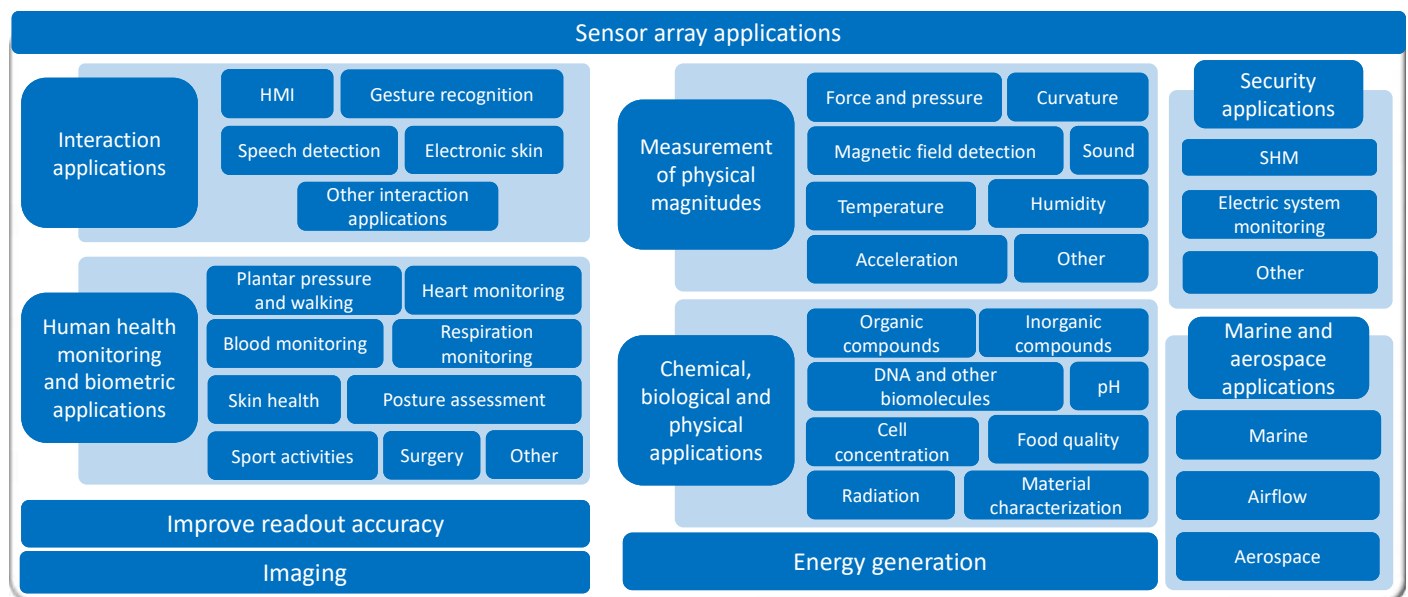 Sensor array applications
Interaction
applications
HMI
Gesture recognition
Speech detection
Electronic skin
Other interaction
applications
Human health
monitoring
and biometric
applications
Plantar pressure
and walking
Heart monitoring
Blood monitoring
Respiration
monitoring
Skin health
Posture assessment
Sport activities
Surgery
Other
Improve readout accuracy
Imaging
Measurement
of physical
magnitudes
Force and pressure
Curvature
Magnetic field detection
Sound
Temperature
Humidity
Acceleration
Other
Chemical,
biological and
physical
applications
Organic
compounds
Inorganic
compounds
DNA and other
biomolecules
pH
Cell
concentration
Food quality
Radiation
Material
characterization
Energy generation
Security
applications
SHM
Electric system
monitoring
Other
Marine and
aerospace
applications
Marine
Airflow
Aerospace